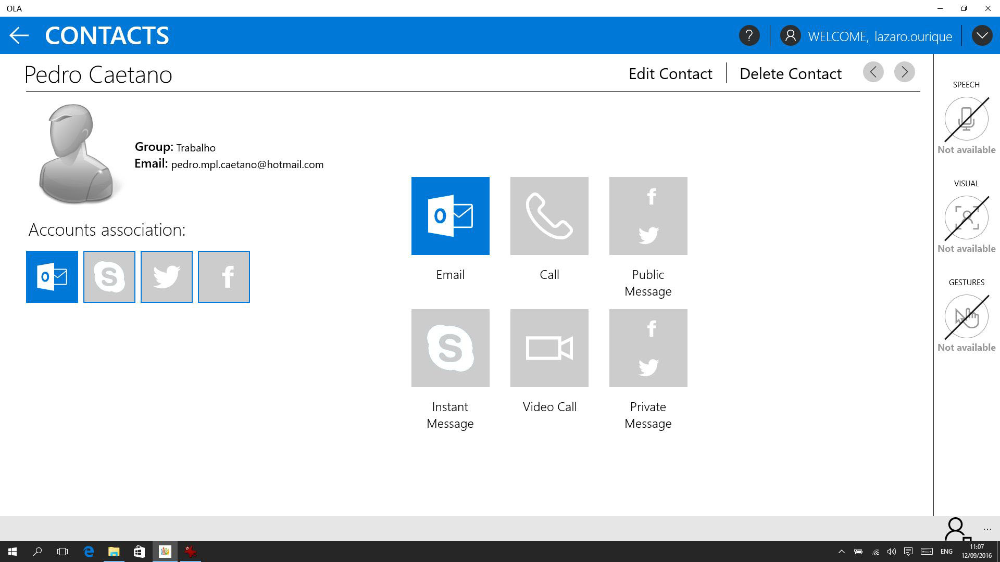 OLA
CONTACTS
?
WELCOME, lazaro.ourique
Pedro Caetano
Edit Contact
Delete Contact
Group: Trabalho
Email: pedro.mpl.caetano@hotmail.com
Accounts association:
Email
Call
Public
Message
Instant
Message
Video Call
Private
Message
SPEECH
Not available
VISUAL
Not available
GESTURES
Not available
...
ENG
11:07
12/09/2016